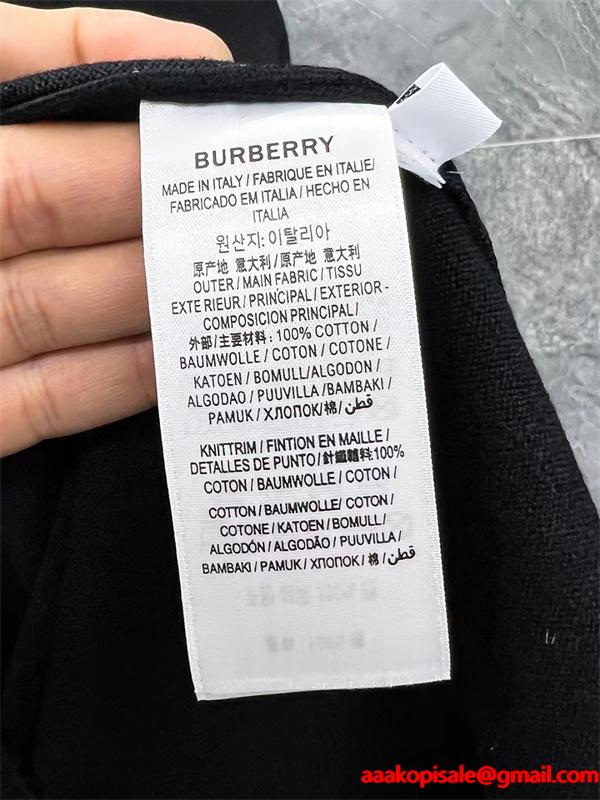 BURBERRY
MADE IN ITALY / FABRIQUE EN ITALIE/
FABRICADO EM ITALIA / HECHO EN
ITALIA
원산지: 이탈리아
原产地 意大利 / 原产地 意大利
OUTER / MAIN FABRIC / TISSU
EXTE RIEUR / PRINCIPAL / EXTERIOR -
COMPOSICION PRINCIPAL /
外部 / 主要材料 : 100% COTTON /
BAUMWOLLE / COTON / COTONE /
KATOEN / BOMULL / ALGODON /
ALGODAO / PUUVILLA /BAMBAKI /
PAMUK / ХЛОПОК/ 棉/ قطن/
KNITTRIM / FINTION EN MAILLE /
DETALLES DE PUNTO / 針織 :100%
COTON / BAUMWOLLE / COTON
COTTON / BAUMWOLLE/ COTON /
COTONE / KATOEN / BOMULL /
ALGODÓN / ALGODÃO / PUUVILLA /
BAMBAKI / PAMUK / ХЛОПОК / 棉 / قطن
aaakopisale@gmail.com